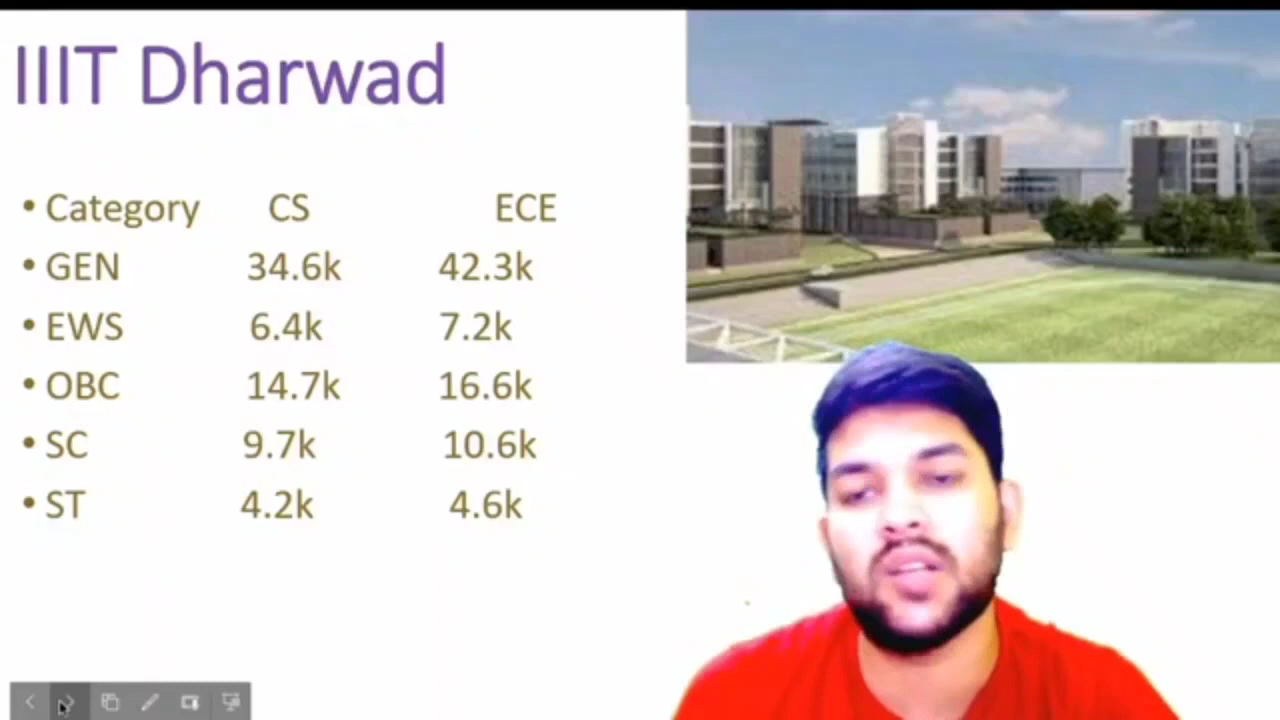 IIIT Dharwad
• Category CS ECE
• GEN 34.6k 42.3k
• EWS 6.4k 7.2k
• OBC 14.7k 16.6k
• SC 9.7k 10.6k
• ST 4.2k 4.6k